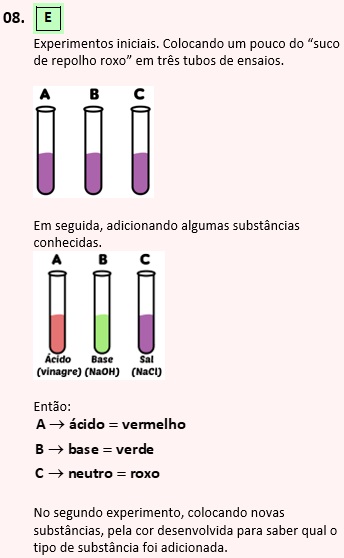 08. E
Experimentos iniciais. Colocando um pouco do “suco
de repolho roxo” em três tubos de ensaios.
A B C
Em seguida, adicionando algumas substâncias
conhecidas.
A B C
Ácido Base Sal
(vinagre) (NaOH) (NaCl)
Então:
A → ácido = vermelho
B → base = verde
C → neutro = roxo
No segundo experimento, colocando novas
substâncias, pela cor desenvolvida para saber qual o
tipo de substância foi adicionada.